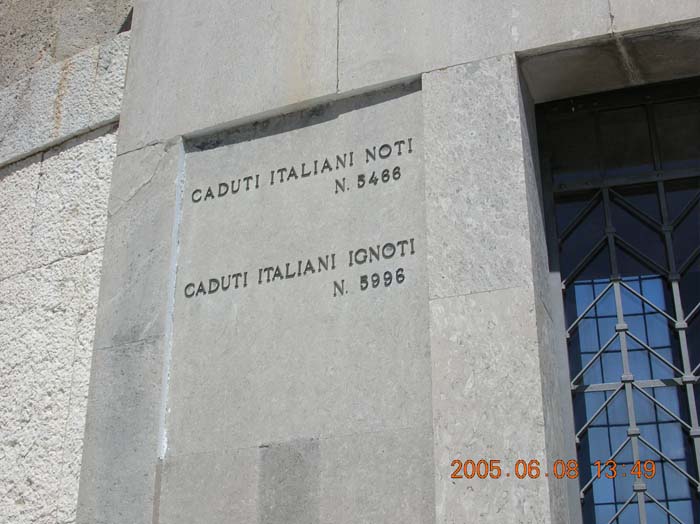 CADUTI ITALIANI NOTI
N. 5466
CADUTI ITALIANI IGNOTI
N. 5996
2005.06.08 13:49